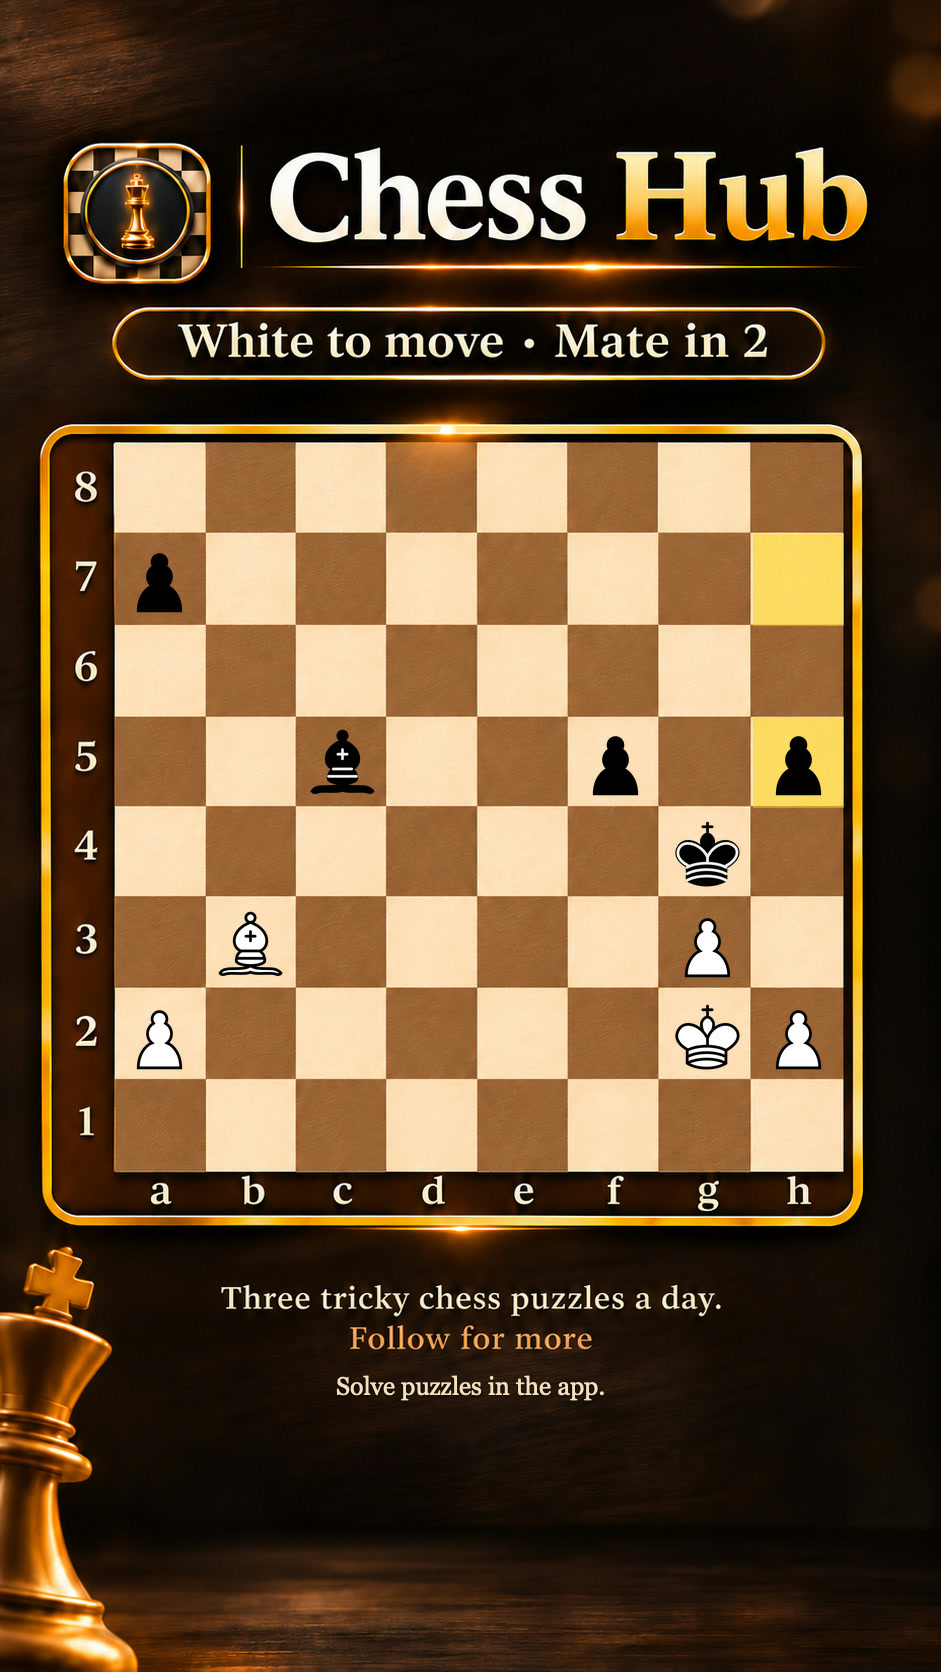 Chess Hub
White to move • Mate in 2
8
7
6
5
4
3
2
1
a b c d e f g h
Three tricky chess puzzles a day.
Follow for more
Solve puzzles in the app.